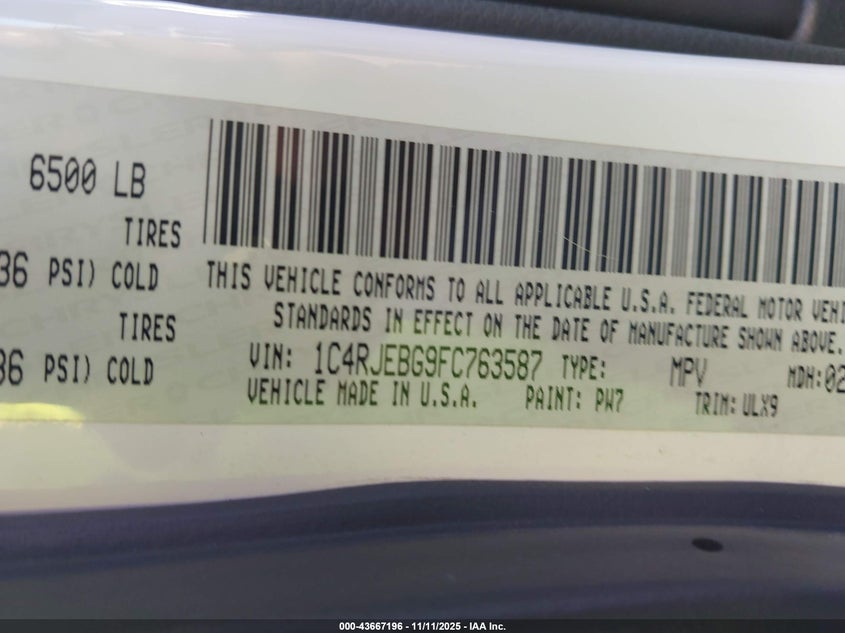 6500 LB
TIRES
36 PSI) COLD
TIRES
36 PSI) COLD
THIS VEHICLE CONFORMS TO ALL APPLICABLE U.S.A. FEDERAL MOTOR VEHI
STANDARDS IN EFFECT ON THE DATE OF MANUFACTURE SHOWN ABOVE.
VIN: 1C4RJEBG9FC763587 TYPE: MPV MDH:02
VEHICLE MADE IN U.S.A. PAINT: PW7 TRIM: ULX9
000-43667196 - 11/11/2025 - IAA Inc.